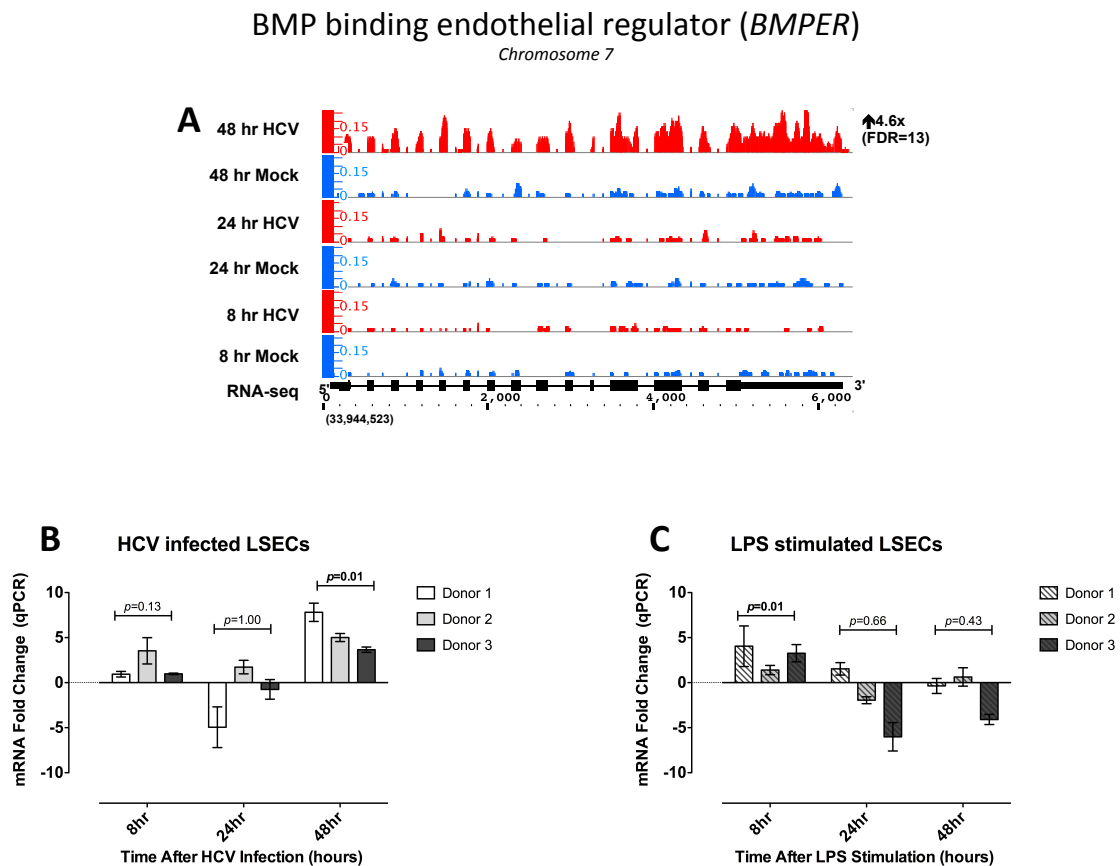 BMP binding endothelial regulator (BMPER)
Chromosome 7
A
48 hr HCV
0.15
0
4.6x
(FDR=13)
48 hr Mock
0.15
0
24 hr HCV
0.15
0
24 hr Mock
0.15
0
8 hr HCV
0.15
0
8 hr Mock
0.15
0
RNA-seq
5'
3'
2,000
4,000
6,000
(33,944,523)
B
HCV infected LSECs
mRNA Fold Change (qPCR)
10
5
0
-5
-10
p=0.13
p=1.00
p=0.01
Donor 1
Donor 2
Donor 3
8hr
24hr
48hr
Time After HCV Infection (hours)
C
LPS stimulated LSECs
mRNA Fold Change (qPCR)
10
5
0
-5
-10
p=0.01
p=0.66
p=0.43
Donor 1
Donor 2
Donor 3
8hr
24hr
48hr
Time After LPS Stimulation (hours)